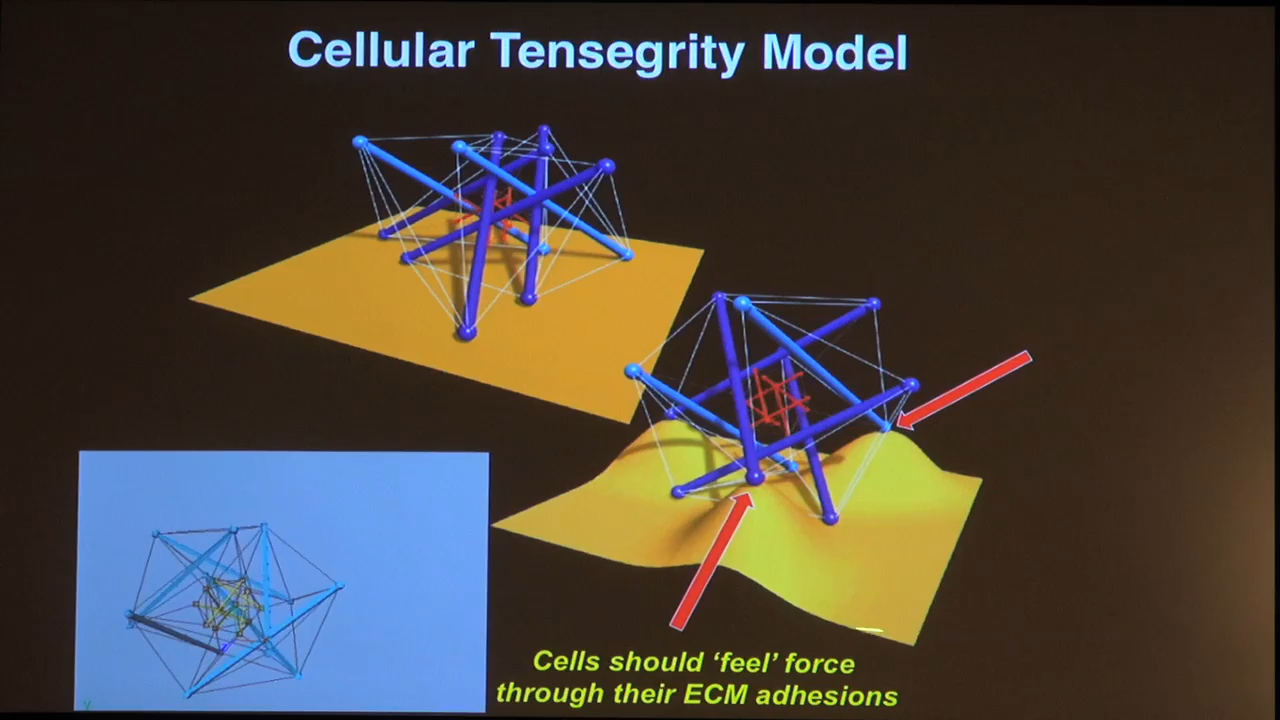 Cellular Tensegrity Model
Cells should ‘feel’ force
through their ECM adhesions
y